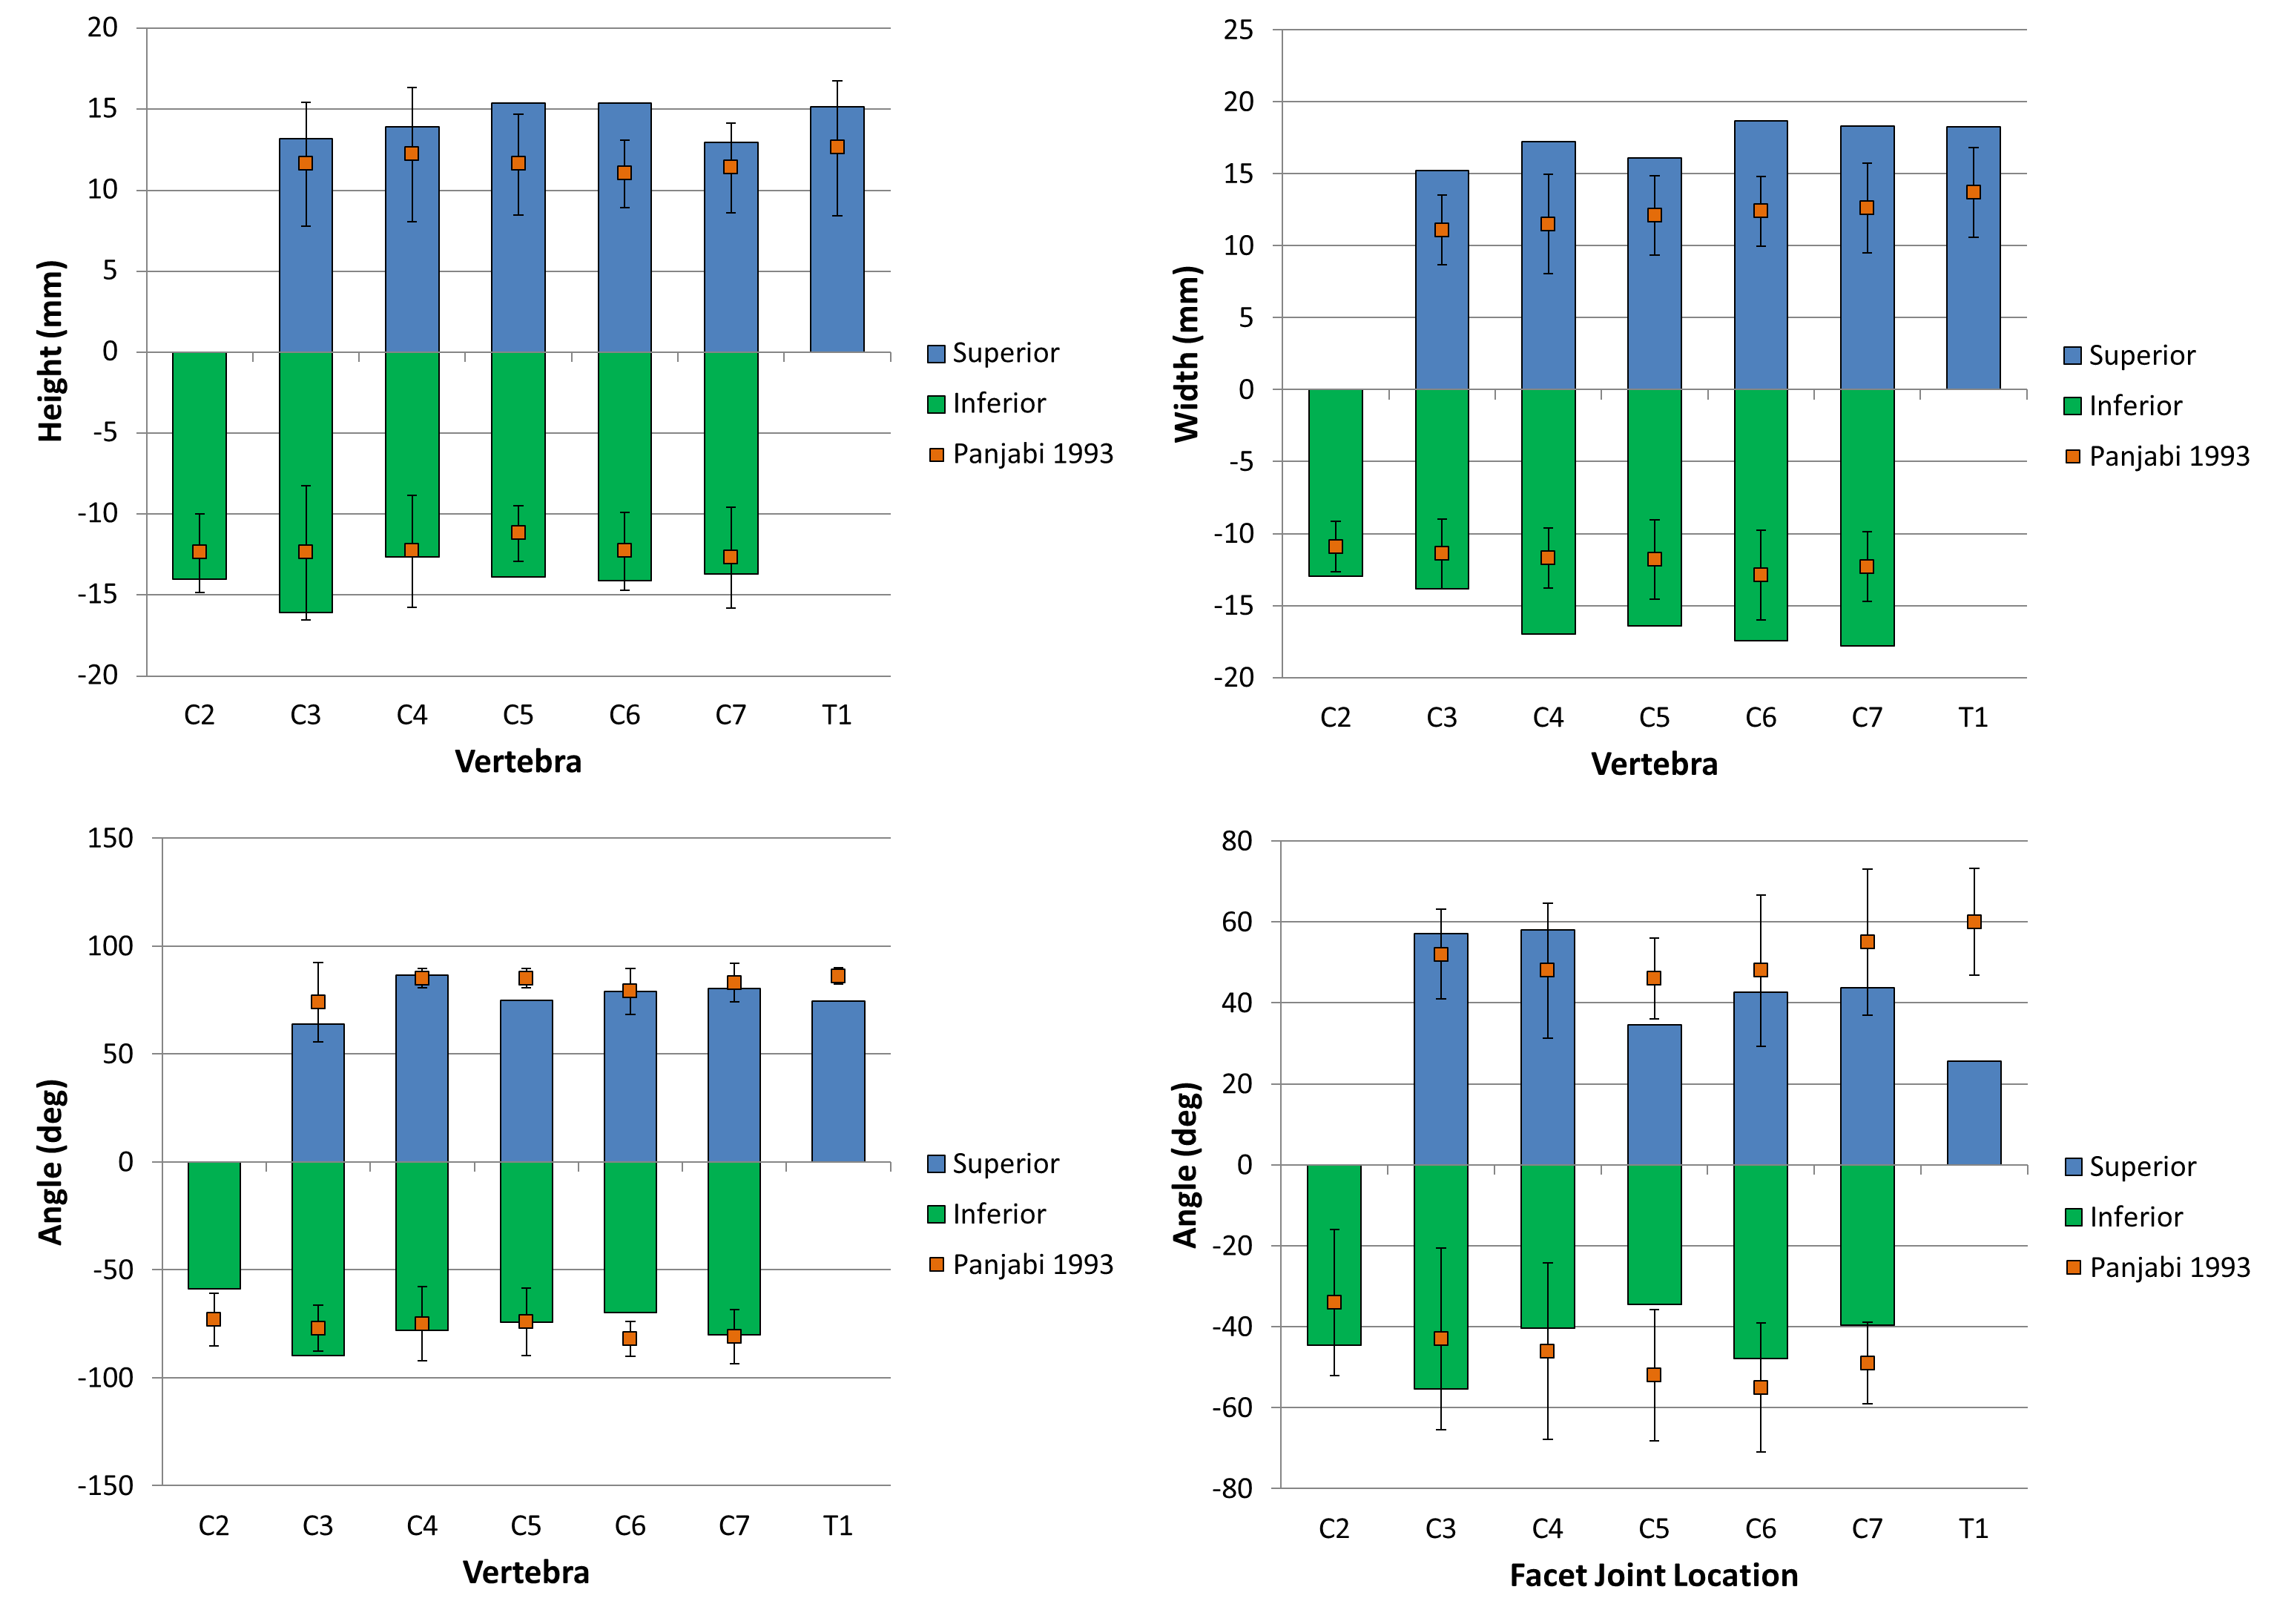 20
15
10
5
0
-5
-10
-15
-20
Height (mm)
C2 C3 C4 C5 C6 C7 T1
Vertebra
Superior
Inferior
Panjabi 1993
25
20
15
10
5
0
-5
-10
-15
-20
Width (mm)
C2 C3 C4 C5 C6 C7 T1
Vertebra
Superior
Inferior
Panjabi 1993
150
100
50
0
-50
-100
-150
Angle (deg)
C2 C3 C4 C5 C6 C7 T1
Vertebra
Superior
Inferior
Panjabi 1993
80
60
40
20
0
-20
-40
-60
-80
Angle (deg)
C2 C3 C4 C5 C6 C7 T1
Facet Joint Location
Superior
Inferior
Panjabi 1993